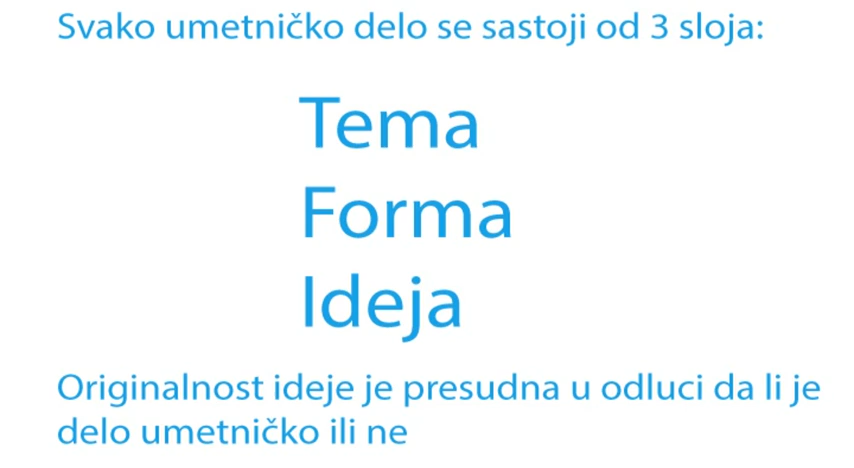 Svako umetničko delo se sastoji od 3 sloja:
Tema
Forma
Ideja
Originalnost ideje je presudna u odluci da li je
delo umetničko ili ne